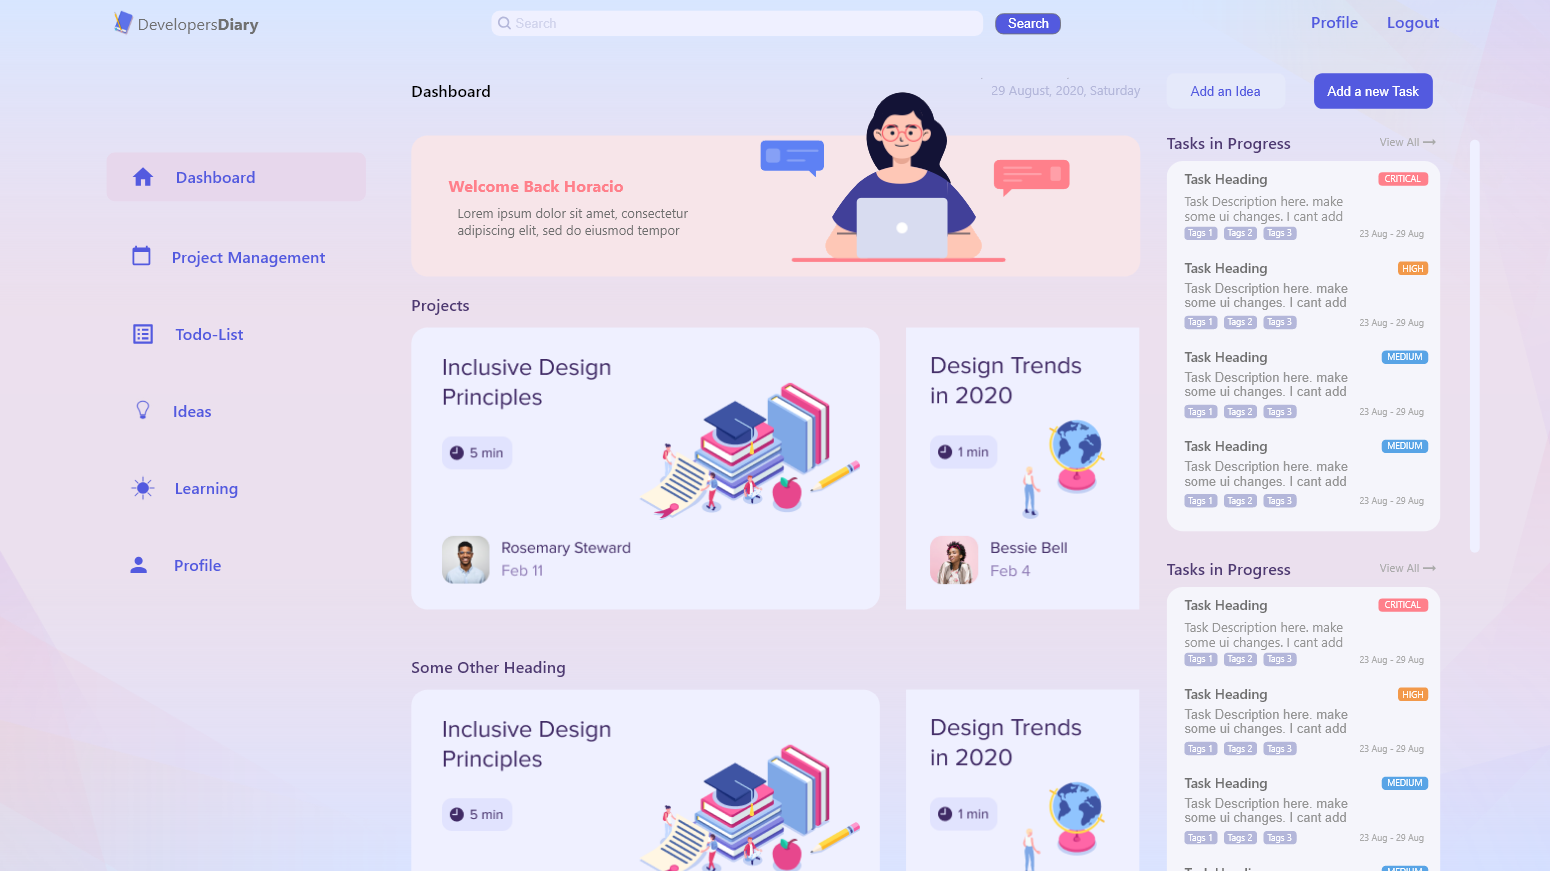 DevelopersDiary
Search
Search
Profile
Logout
Dashboard
29 August, 2020, Saturday
Add an Idea
Add a new Task
Dashboard
Project Management
Todo-List
Ideas
Learning
Profile
Welcome Back Horacio
Lorem ipsum dolor sit amet, consectetur
adipiscing elit, sed do eiusmod tempor
Projects
Inclusive Design
Principles
5 min
Rosemary Steward
Feb 11
Design Trends
in 2020
1 min
Bessie Bell
Feb 4
Some Other Heading
Inclusive Design
Principles
5 min
Design Trends
in 2020
1 min
Tasks in Progress
View All
Task Heading
CRITICAL
Task Description here. make
some ui changes. I cant add
Tags 1 Tags 2 Tags 3
23 Aug - 29 Aug
Task Heading
HIGH
Task Description here. make
some ui changes. I cant add
Tags 1 Tags 2 Tags 3
23 Aug - 29 Aug
Task Heading
MEDIUM
Task Description here. make
some ui changes. I cant add
Tags 1 Tags 2 Tags 3
23 Aug - 29 Aug
Task Heading
MEDIUM
Task Description here. make
some ui changes. I cant add
Tags 1 Tags 2 Tags 3
23 Aug - 29 Aug
Tasks in Progress
View All
Task Heading
CRITICAL
Task Description here. make
some ui changes. I cant add
Tags 1 Tags 2 Tags 3
23 Aug - 29 Aug
Task Heading
HIGH
Task Description here. make
some ui changes. I cant add
Tags 1 Tags 2 Tags 3
23 Aug - 29 Aug
Task Heading
MEDIUM
Task Description here. make
some ui changes. I cant add
Tags 1 Tags 2 Tags 3
23 Aug - 29 Aug